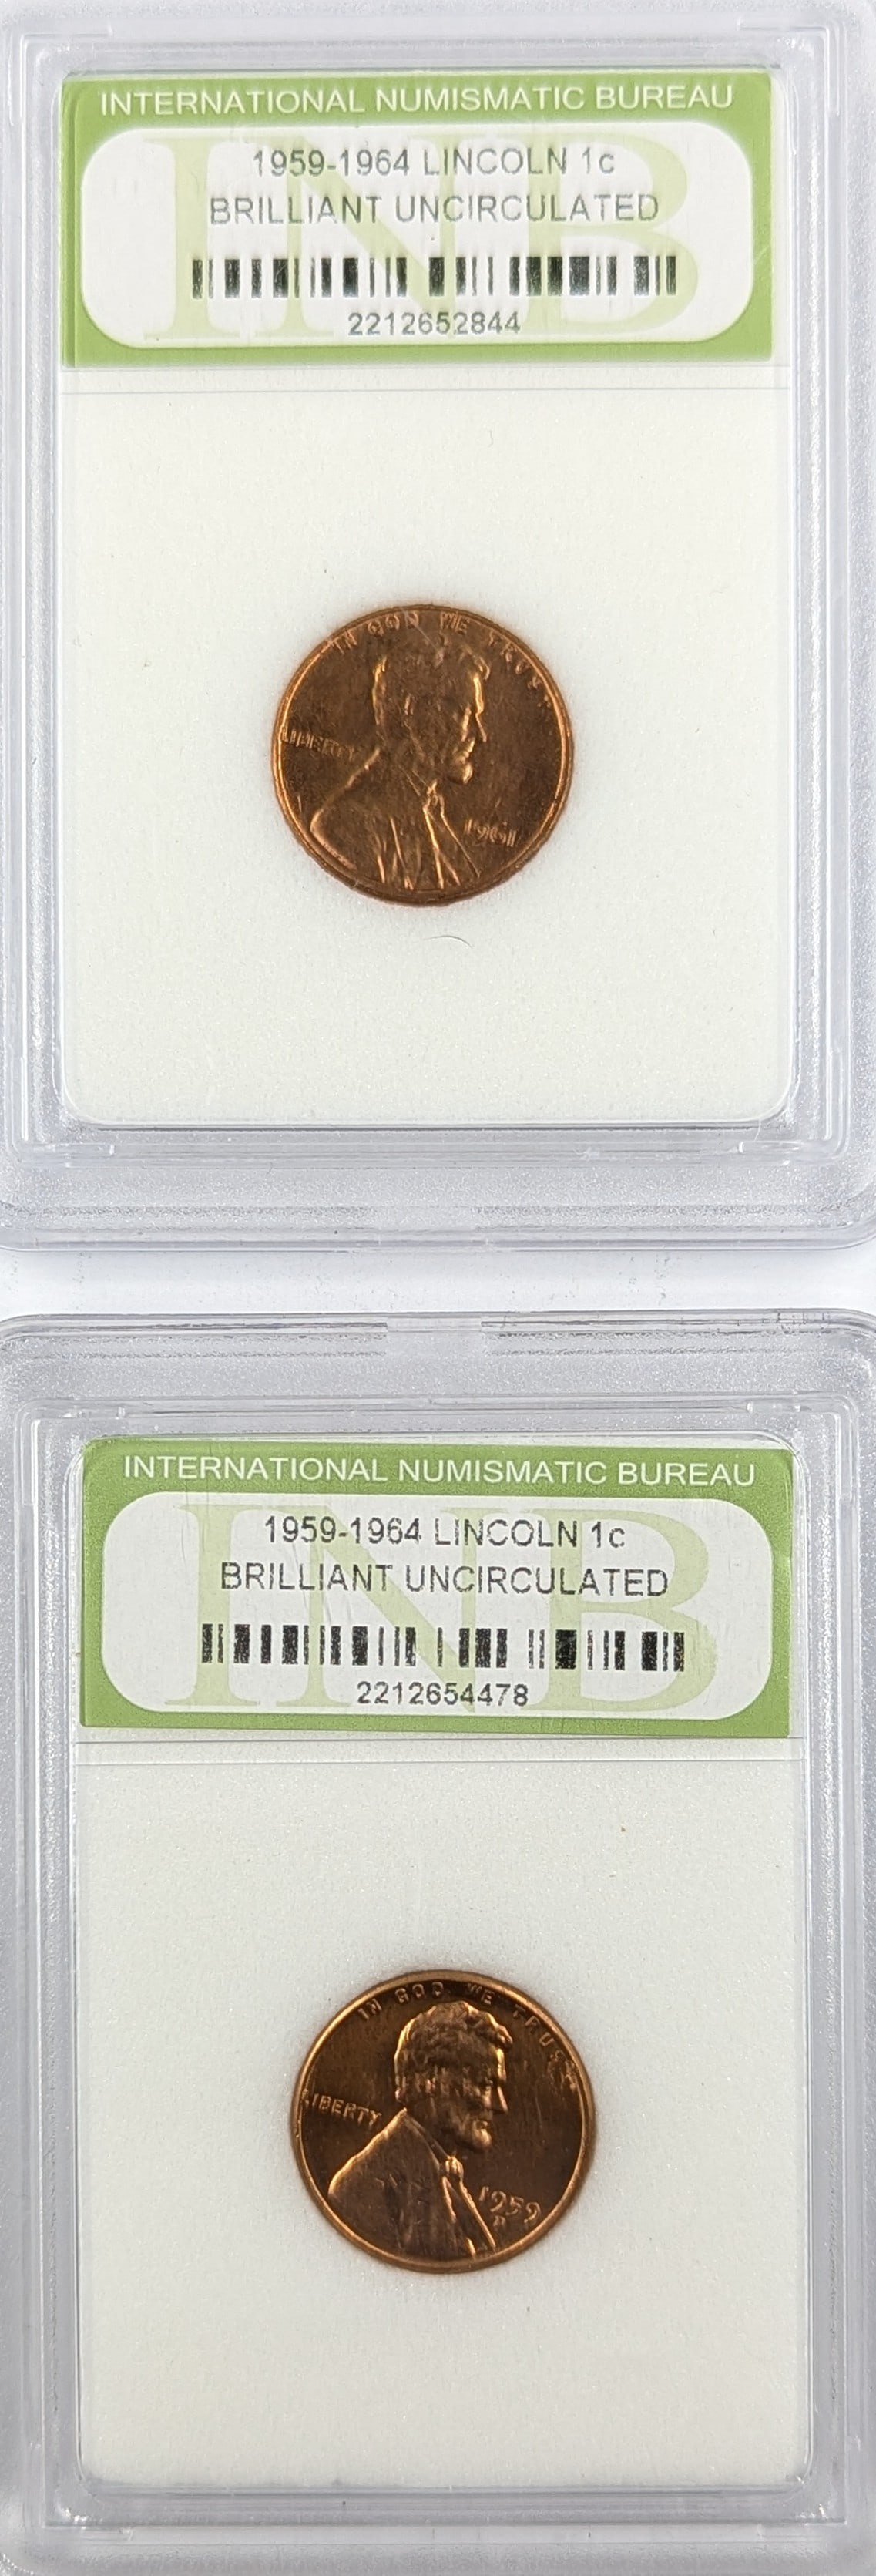 INTERNATIONAL NUMISMATIC BUREAU
INB
1959-1964 LINCOLN 1c
BRILLIANT UNCIRCULATED
2212652844
IN GOD WE TRUST
LIBERTY
1961
INTERNATIONAL NUMISMATIC BUREAU
INB
1959-1964 LINCOLN 1c
BRILLIANT UNCIRCULATED
2212654478
IN GOD WE TRUST
LIBERTY
1959
D